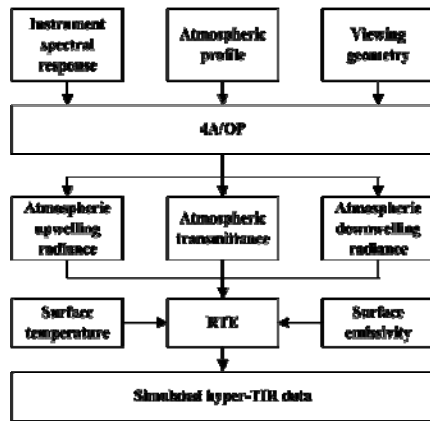 Instrument
spectral
response
Atmospheric
profile
Viewing
geometry
4A/OP
Atmospheric
upwelling
radiance
Atmospheric
transmittance
Atmospheric
downwelling
radiance
Surface
temperature
RTE
Surface
emissivity
Simulated hyper-TIR data